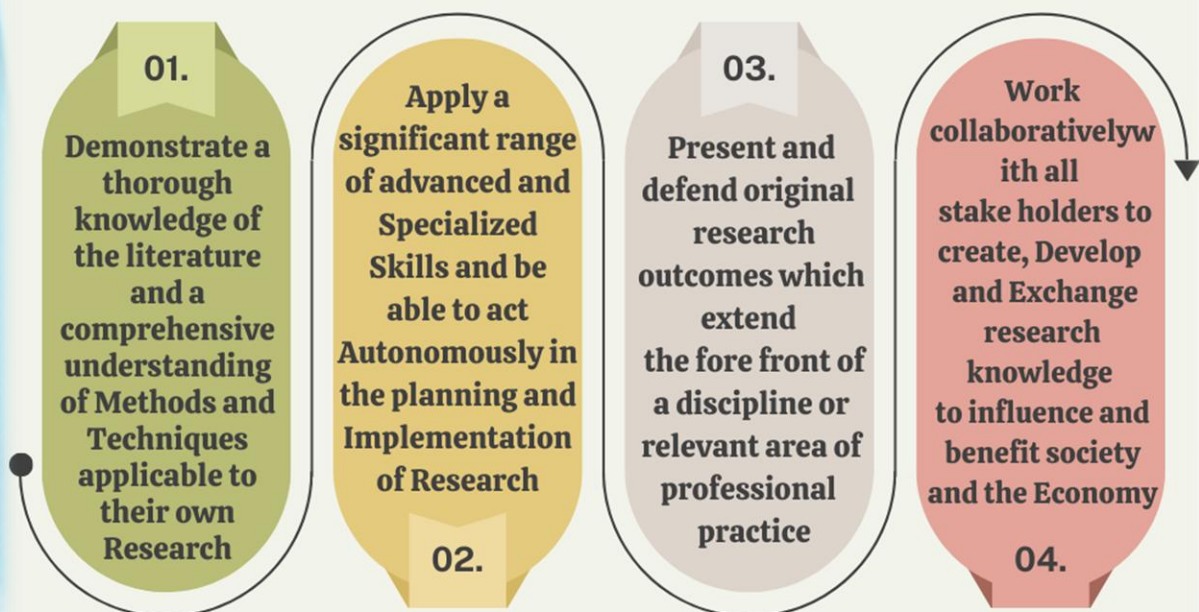 01.
Demonstrate a
thorough
knowledge of
the literature
and a
comprehensive
understanding
of Methods and
Techniques
applicable to
their own
Research
Apply a
significant range
of advanced and
Specialized
Skills and be
able to act
Autonomously in
the planning and
Implementation
of Research
02.
03.
Present and
defend original
research
outcomes which
extend
the fore front of
a discipline or
relevant area of
professional
practice
Work
collaborativelyw
ith all
stake holders to
create, Develop
and Exchange
research
knowledge
to influence and
benefit society
and the Economy
04.